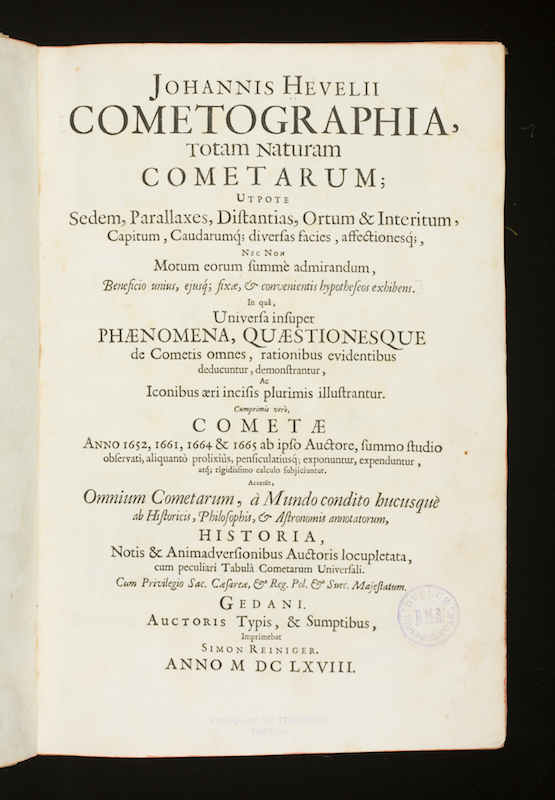 JOHANNIS HEVELII
COMETOGRAPHIA,
Totam Naturam
COMETARUM;
UTPOTE
Sedem, Parallaxes, Diſtantias, Ortum & Interitum,
Capitum, Caudarumq́; diverſas facies, affectionesq́;,
NEC NON
Motum eorum ſummè admirandum,
Beneficio unius, ejusq́; fixæ, & convenientis hypotheſeos exhibens.
In quâ,
Univerſa inſuper
PHÆNOMENA, QUÆSTIONESQUE
de Cometis omnes, rationibus evidentibus
deducuntur, demonſtrantur,
Ac
Iconibus æri inciſis plurimis illuſtrantur.
Cumprimis verò,
COMETÆ
ANNO 1652, 1661, 1664 & 1665 ab ipſo Auctore, ſummo ſtudio
obſervati, aliquantò prolixiùs, penſiculatiusq́; exponuntur, expenduntur,
atq́; rigidiſſimo calculo ſubjiciuntur.
Acceſſit,
Omnium Cometarum, à Mundo condito hucusquè
ab Hiſtoricis, Philoſophis, & Aſtronomis annotatorum,
HISTORIA,
Notis & Animadverſionibus Auctoris locupletata,
cum peculiari Tabulâ Cometarum Univerſali.
Cum Privilegio Sac. Cæſareæ, & Reg. Pol. & Suec. Majeſtatum.
GEDANI.
AUCTORIS Typis, & Sumptibus,
Imprimebat
SIMON REINIGER.
ANNO M DC LXVIII.